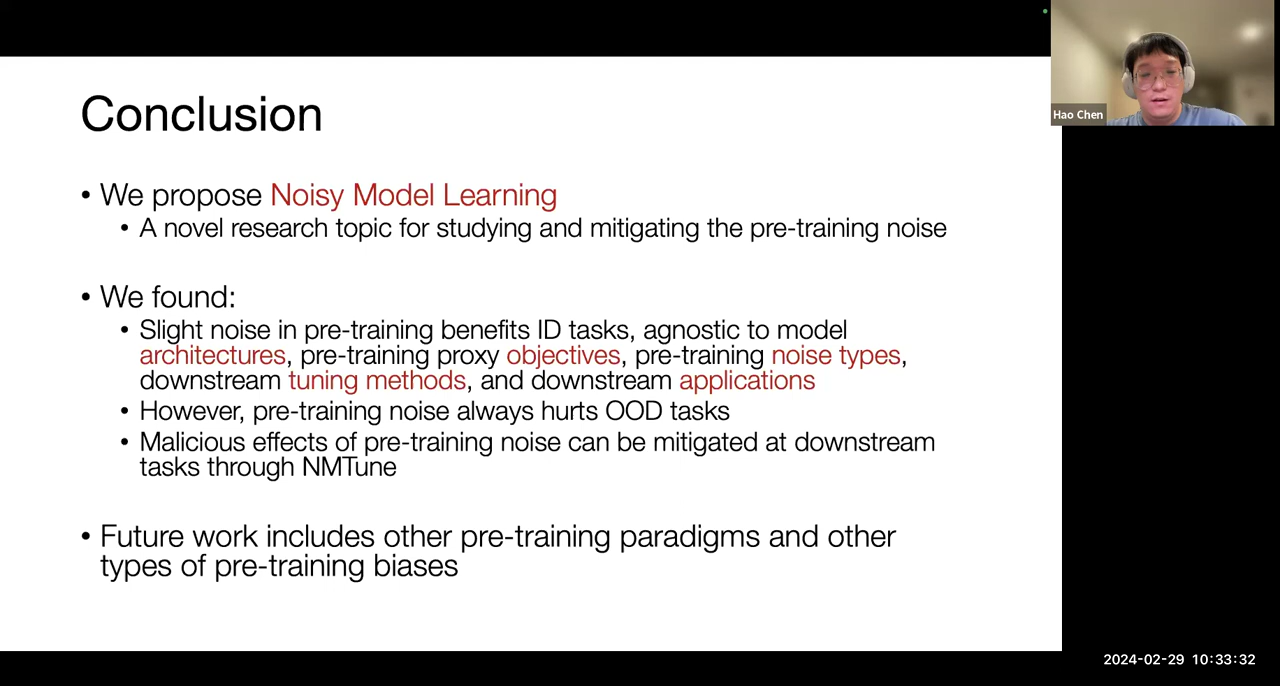 Conclusion
• We propose Noisy Model Learning
• A novel research topic for studying and mitigating the pre-training noise
• We found:
• Slight noise in pre-training benefits ID tasks, agnostic to model
architectures, pre-training proxy objectives, pre-training noise types,
downstream tuning methods, and downstream applications
• However, pre-training noise always hurts OOD tasks
• Malicious effects of pre-training noise can be mitigated at downstream
tasks through NMTune
• Future work includes other pre-training paradigms and other
types of pre-training biases
Hao Chen
2024-02-29 10:33:32